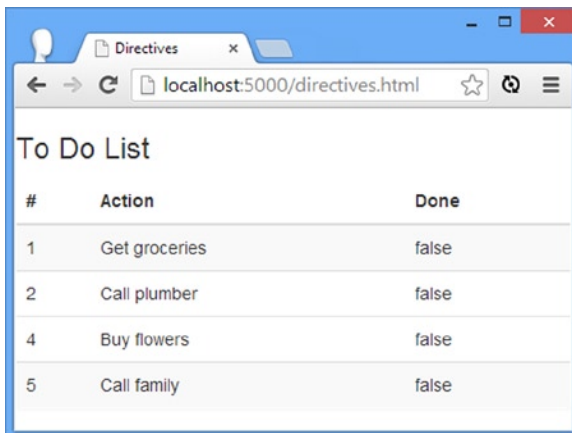 Directives
localhost:5000/directives.html
To Do List
# Action Done
1 Get groceries false
2 Call plumber false
4 Buy flowers false
5 Call family false